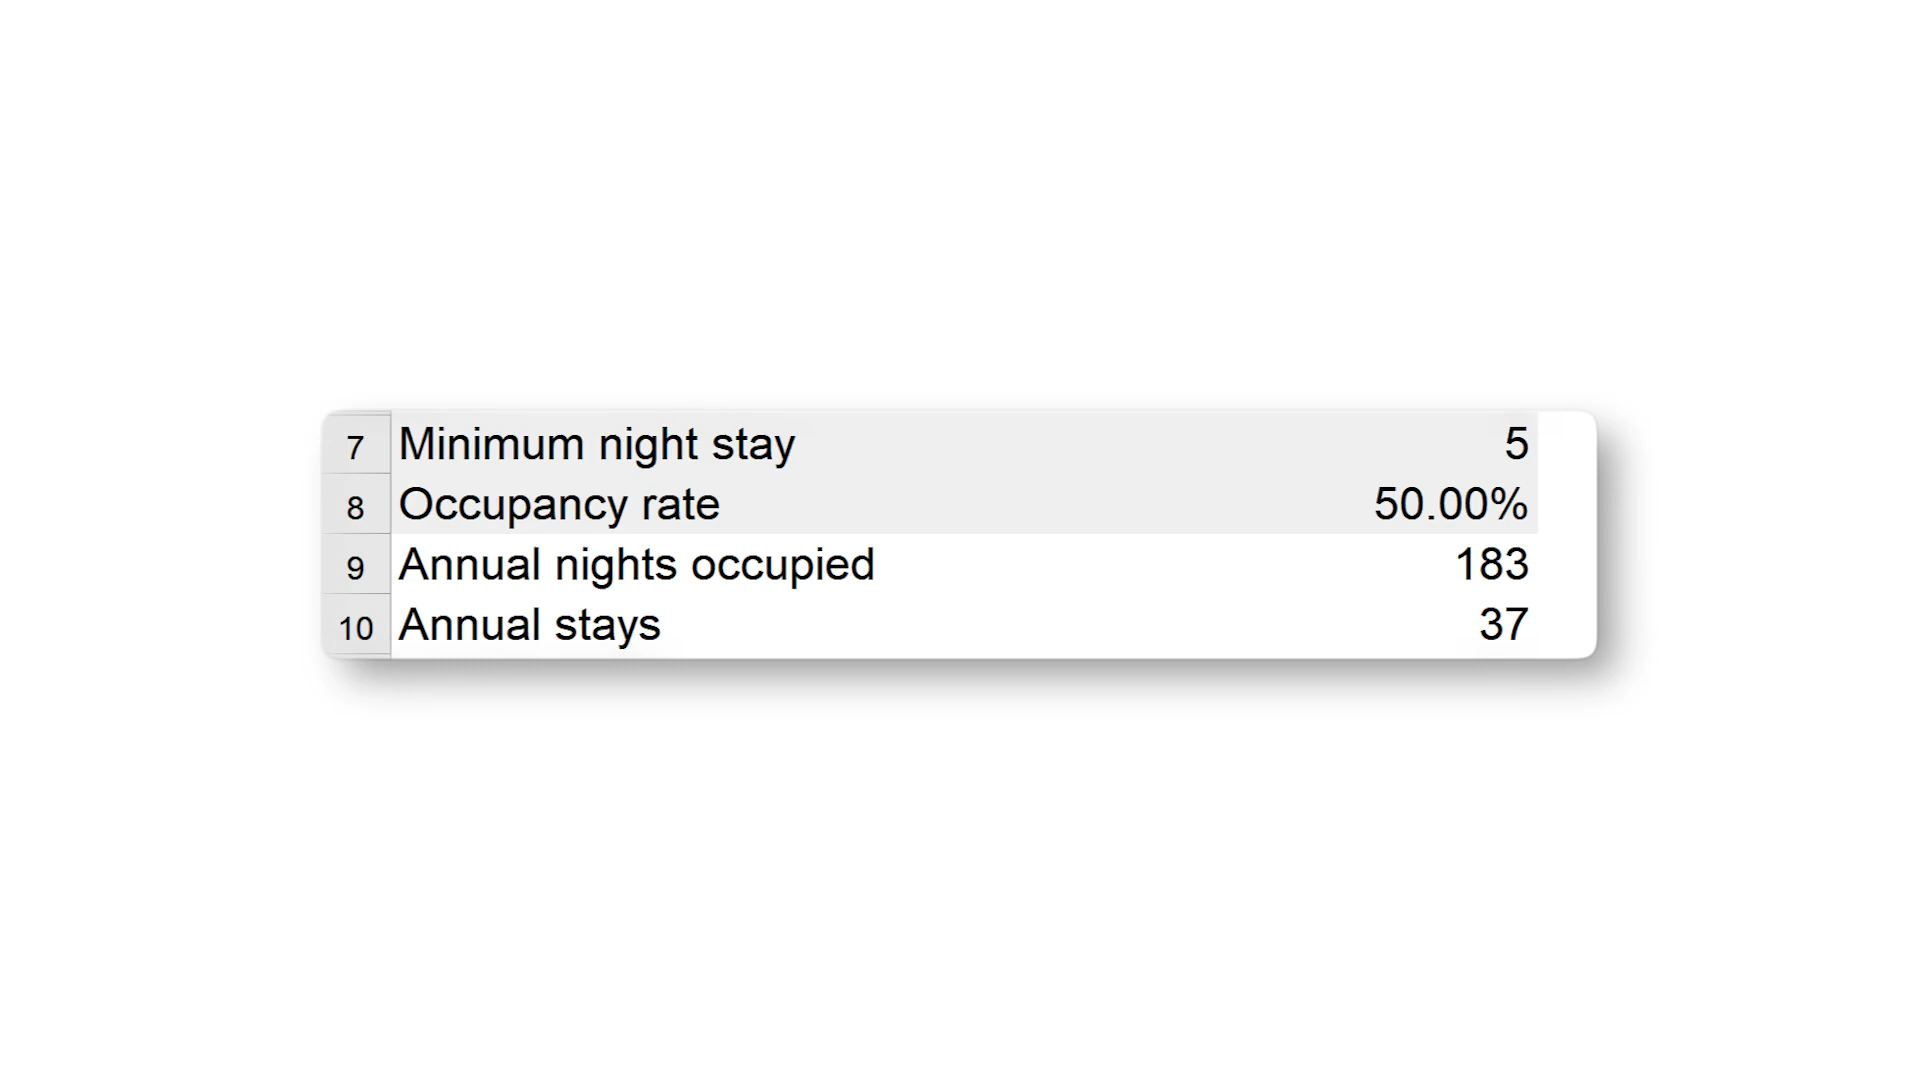 7 Minimum night stay 5
8 Occupancy rate 50.00%
9 Annual nights occupied 183
10 Annual stays 37